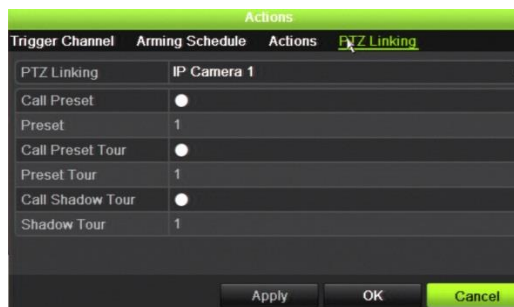 Actions
Trigger Channel Arming Schedule Actions PTZ Linking
PTZ Linking IP Camera 1
Call Preset
Preset 1
Call Preset Tour
Preset Tour 1
Call Shadow Tour
Shadow Tour 1
Apply OK Cancel